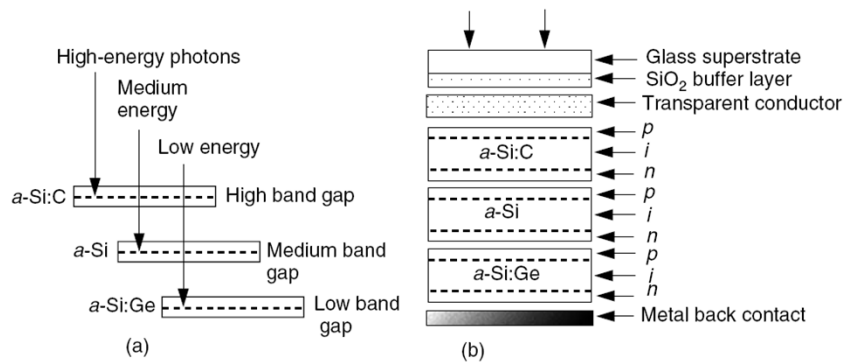 High-energy photons
Medium
energy
Low energy
a-Si:C
High band gap
a-Si
Medium band
gap
a-Si:Ge
Low band
gap
(a)
Glass superstrate
SiO2 buffer layer
Transparent conductor
p
a-Si:C
i
n
p
a-Si
i
n
p
a-Si:Ge
i
n
Metal back contact
(b)